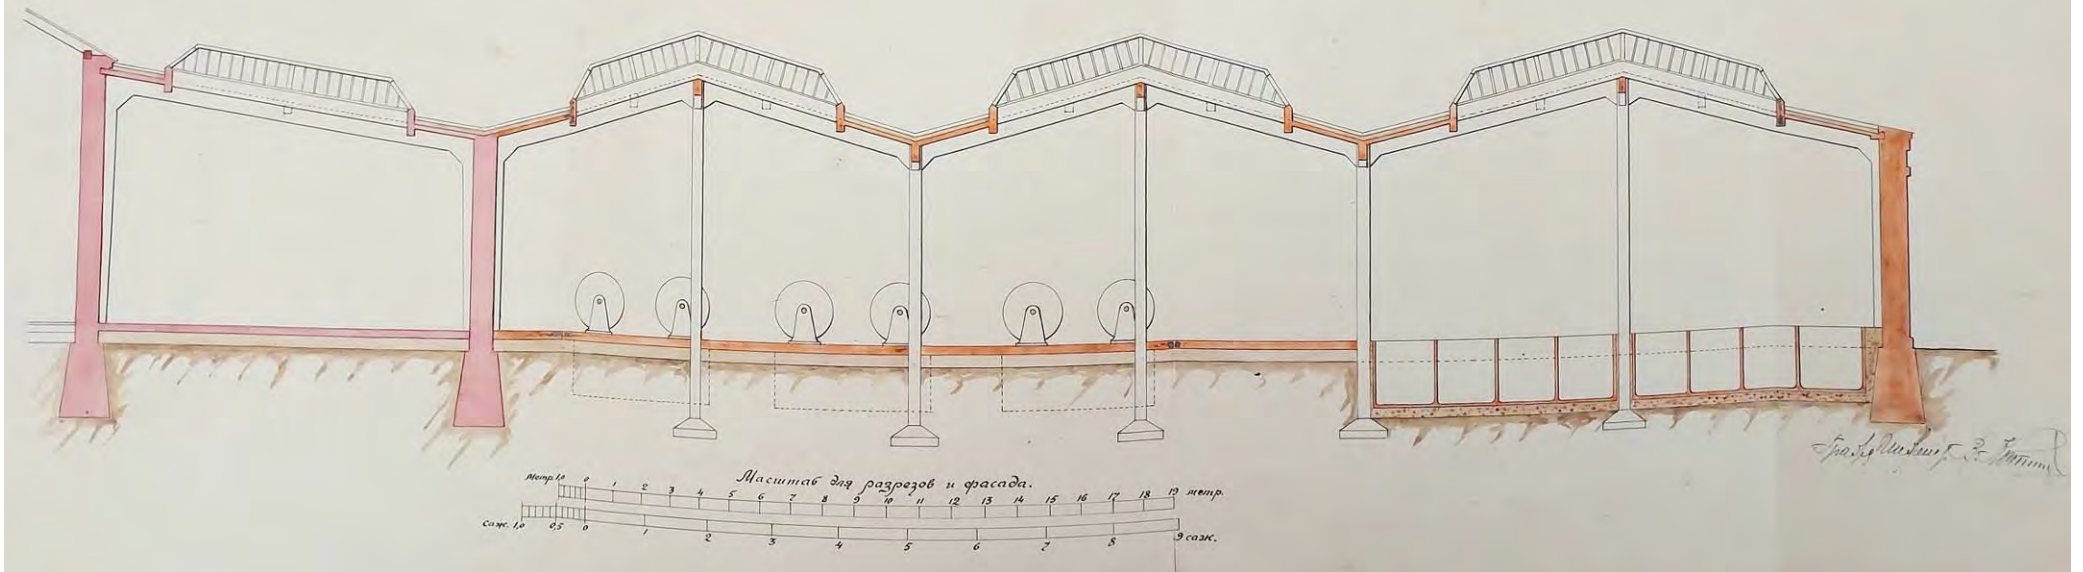 Масштаб для разрезов и фасада.
метр. 1,0 0 1 2 3 4 5 6 7 8 9 10 11 12 13 14 15 16 17 18 19 метр.
саж. 1,0 0,5 0 1 2 3 4 5 6 7 8 9 саж.